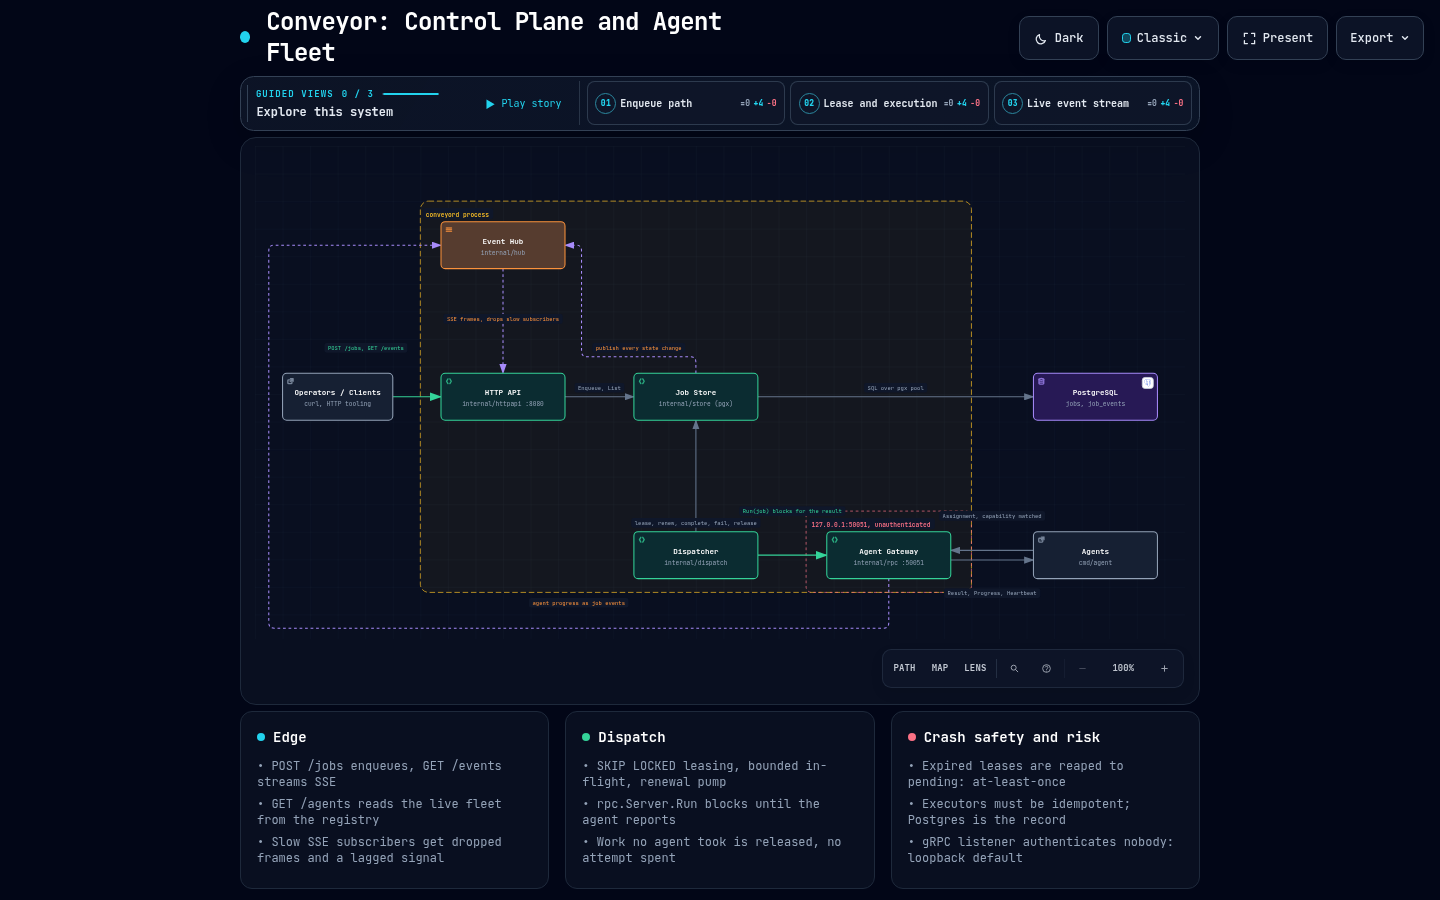 Conveyor: Control Plane and Agent
Fleet
Dark
Classic
Present
Export
GUIDED VIEWS 0 / 3
Explore this system
Play story
01 Enqueue path =0 +4 -0
02 Lease and execution =0 +4 -0
03 Live event stream =0 +4 -0
conveyord process
Event Hub
internal/hub
SSE frames, drops slow subscribers
POST /jobs, GET /events
publish every state change
Operators / Clients
curl, HTTP tooling
HTTP API
internal/httpapi :8080
Enqueue, List
Job Store
internal/store (pgx)
SQL over pgx pool
PostgreSQL
jobs, job_events
Run(job) blocks for the result
Assignment, capability matched
lease, renew, complete, fail, release
127.0.0.1:50051, unauthenticated
Dispatcher
internal/dispatch
Agent Gateway
internal/rpc :50051
Agents
cmd/agent
Result, Progress, Heartbeat
agent progress as job events
PATH
MAP
LENS
100%
Edge
• POST /jobs enqueues, GET /events
streams SSE
• GET /agents reads the live fleet
from the registry
• Slow SSE subscribers get dropped
frames and a lagged signal
Dispatch
• SKIP LOCKED leasing, bounded in-
flight, renewal pump
• rpc.Server.Run blocks until the
agent reports
• Work no agent took is released, no
attempt spent
Crash safety and risk
• Expired leases are reaped to
pending: at-least-once
• Executors must be idempotent;
Postgres is the record
• gRPC listener authenticates nobody:
loopback default